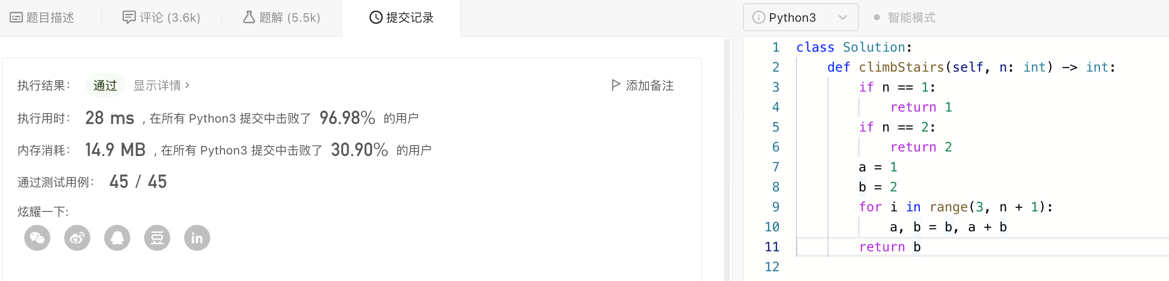 题目描述 评论 (3.6k) 题解 (5.5k) 提交记录
执行结果： 通过 显示详情 > 添加备注
执行用时： 28 ms , 在所有 Python3 提交中击败了 96.98% 的用户
内存消耗： 14.9 MB , 在所有 Python3 提交中击败了 30.90% 的用户
通过测试用例： 45 / 45
炫耀一下:
豆 in
Python3 智能模式
1 class Solution:
2 def climbStairs(self, n: int) -> int:
3 if n == 1:
4 return 1
5 if n == 2:
6 return 2
7 a = 1
8 b = 2
9 for i in range(3, n + 1):
10 a, b = b, a + b
11 return b
12